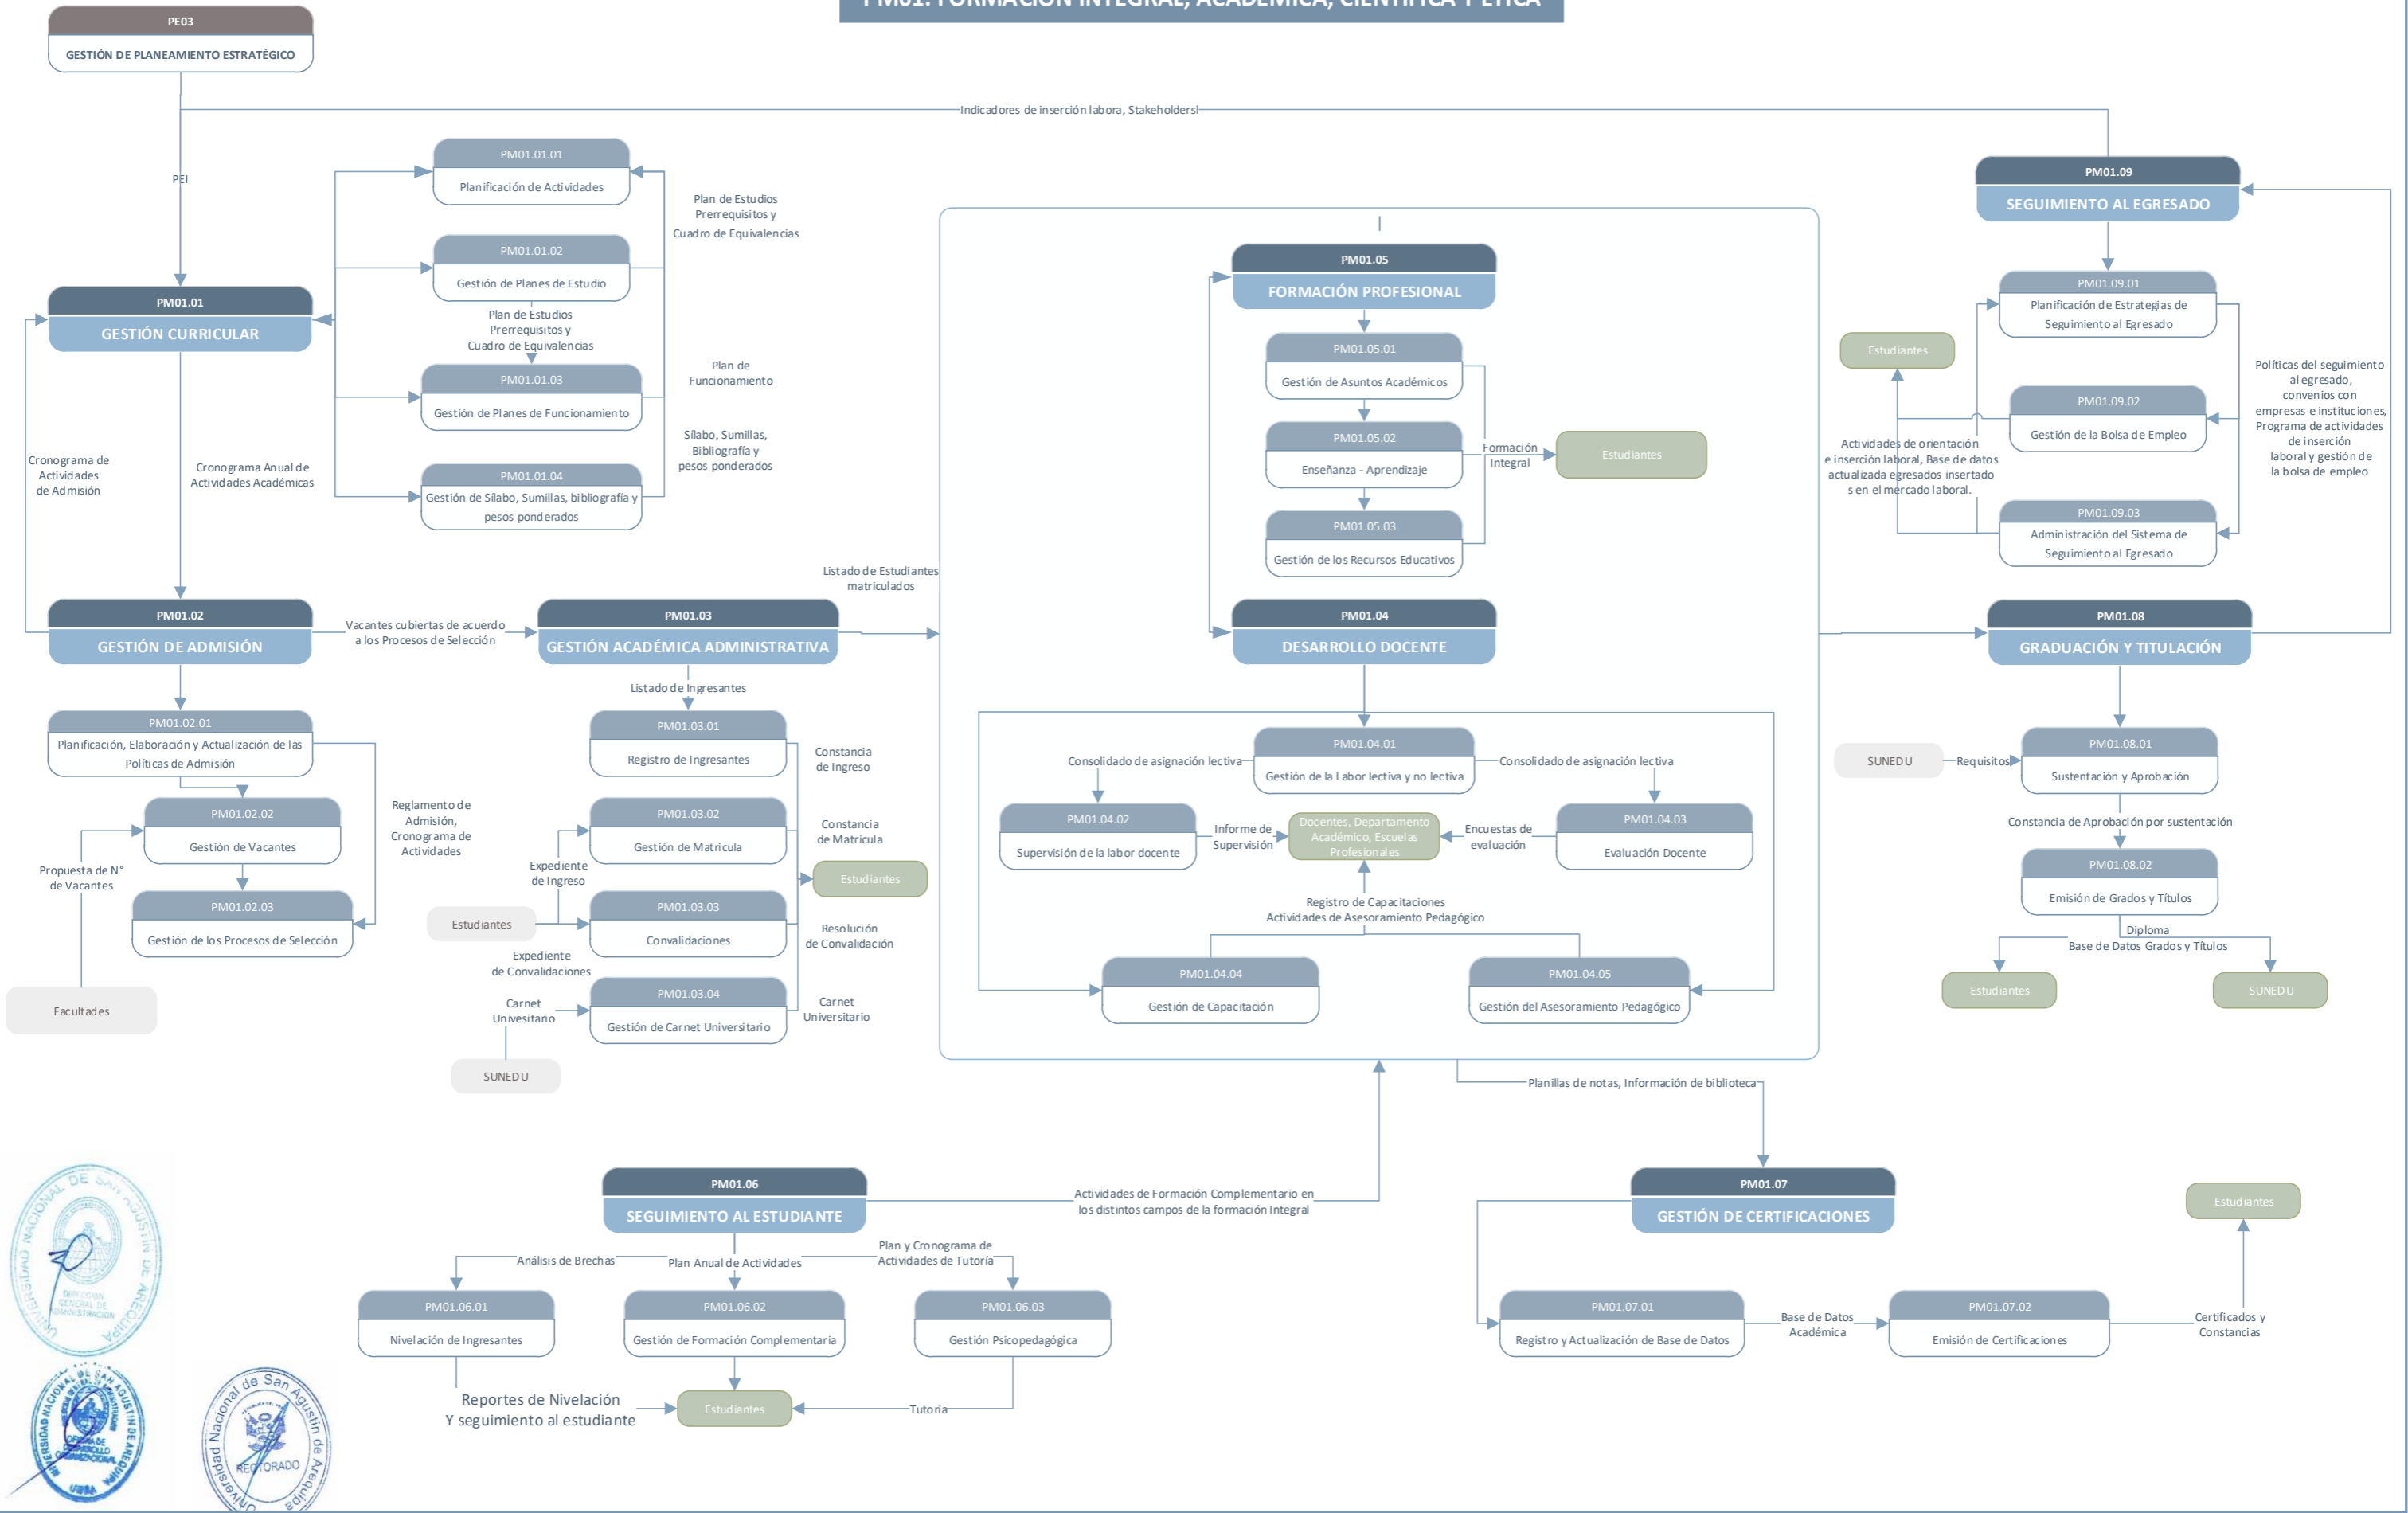 PM01: FORMACIÓN INTEGRAL, ACADÉMICA, CIENTÍFICA Y ÉTICA
PE03
GESTIÓN DE PLANEAMIENTO ESTRATÉGICO
Indicadores de inserción labora, Stakeholdersl
PEI
PM01.01
GESTIÓN CURRICULAR
PM01.01.01
Planificación de Actividades
PM01.01.02
Gestión de Planes de Estudio
Plan de Estudios
Prerrequisitos y
Cuadro de Equivalencias
PM01.01.03
Gestión de Planes de Funcionamiento
PM01.01.04
Gestión de Sílabo, Sumillas, bibliografía y
pesos ponderados
Plan de Estudios
Prerrequisitos y
Cuadro de Equivalencias
Plan de
Funcionamiento
Sílabo, Sumillas,
Bibliografía y
pesos ponderados
Cronograma de
Actividades
de Admisión
Cronograma Anual de
Actividades Académicas
PM01.02
GESTIÓN DE ADMISIÓN
Vacantes cubiertas de acuerdo
a los Procesos de Selección
PM01.02.01
Planificación, Elaboración y Actualización de las
Políticas de Admisión
PM01.02.02
Gestión de Vacantes
PM01.02.03
Gestión de los Procesos de Selección
Reglamento de
Admisión,
Cronograma de
Actividades
Propuesta de N°
de Vacantes
Facultades
PM01.03
GESTIÓN ACADÉMICA ADMINISTRATIVA
Listado de Estudiantes
matriculados
Listado de Ingresantes
PM01.03.01
Registro de Ingresantes
PM01.03.02
Gestión de Matricula
PM01.03.03
Convalidaciones
PM01.03.04
Gestión de Carnet Universitario
Constancia
de Ingreso
Constancia
de Matrícula
Estudiantes
Resolución
de Convalidación
Carnet
Universitario
Expediente
de Ingreso
Estudiantes
Expediente
de Convalidaciones
Carnet
Univesitario
SUNEDU
PM01.05
FORMACIÓN PROFESIONAL
PM01.05.01
Gestión de Asuntos Académicos
PM01.05.02
Enseñanza - Aprendizaje
PM01.05.03
Gestión de los Recursos Educativos
Formación
Integral
Estudiantes
PM01.04
DESARROLLO DOCENTE
PM01.04.01
Gestión de la Labor lectiva y no lectiva
Consolidado de asignación lectiva
Consolidado de asignación lectiva
PM01.04.02
Supervisión de la labor docente
Informe de
Supervisión
Docentes, Departamento
Académico, Escuelas
Profesionales
Encuestas de
evaluación
PM01.04.03
Evaluación Docente
Registro de Capacitaciones
Actividades de Asesoramiento Pedagógico
PM01.04.04
Gestión de Capacitación
PM01.04.05
Gestión del Asesoramiento Pedagógico
PM01.09
SEGUIMIENTO AL EGRESADO
PM01.09.01
Planificación de Estrategias de
Seguimiento al Egresado
Estudiantes
PM01.09.02
Gestión de la Bolsa de Empleo
Actividades de orientación
e inserción laboral, Base de datos
actualizada egresados insertado
s en el mercado laboral.
PM01.09.03
Administración del Sistema de
Seguimiento al Egresado
Políticas del seguimiento
al egresado,
convenios con
empresas e instituciones,
Programa de actividades
de inserción
laboral y gestión de
la bolsa de empleo
PM01.08
GRADUACIÓN Y TITULACIÓN
SUNEDU
Requisitos
PM01.08.01
Sustentación y Aprobación
Constancia de Aprobación por sustentación
PM01.08.02
Emisión de Grados y Títulos
Diploma
Base de Datos Grados y Títulos
Estudiantes
SUNEDU
Planillas de notas, Información de biblioteca
PM01.06
SEGUIMIENTO AL ESTUDIANTE
Actividades de Formación Complementario en
los distintos campos de la formación Integral
Análisis de Brechas
Plan Anual de Actividades
Plan y Cronograma de
Actividades de Tutoría
PM01.06.01
Nivelación de Ingresantes
PM01.06.02
Gestión de Formación Complementaria
PM01.06.03
Gestión Psicopedagógica
Reportes de Nivelación
Y seguimiento al estudiante
Estudiantes
Tutoría
PM01.07
GESTIÓN DE CERTIFICACIONES
PM01.07.01
Registro y Actualización de Base de Datos
Base de Datos
Académica
PM01.07.02
Emisión de Certificaciones
Certificados y
Constancias
Estudiantes
UNIVERSIDAD NACIONAL DE SAN AGUSTIN DE AREQUIPA
DIRECCION
GENERAL DE
ADMINISTRACION
UNIVERSIDAD NACIONAL DE SAN AGUSTIN DE AREQUIPA
OFICINA DE
DESARROLLO
ORGANIZACIONAL
UNSA
Universidad Nacional de San Agustín de Arequipa
RECTORADO